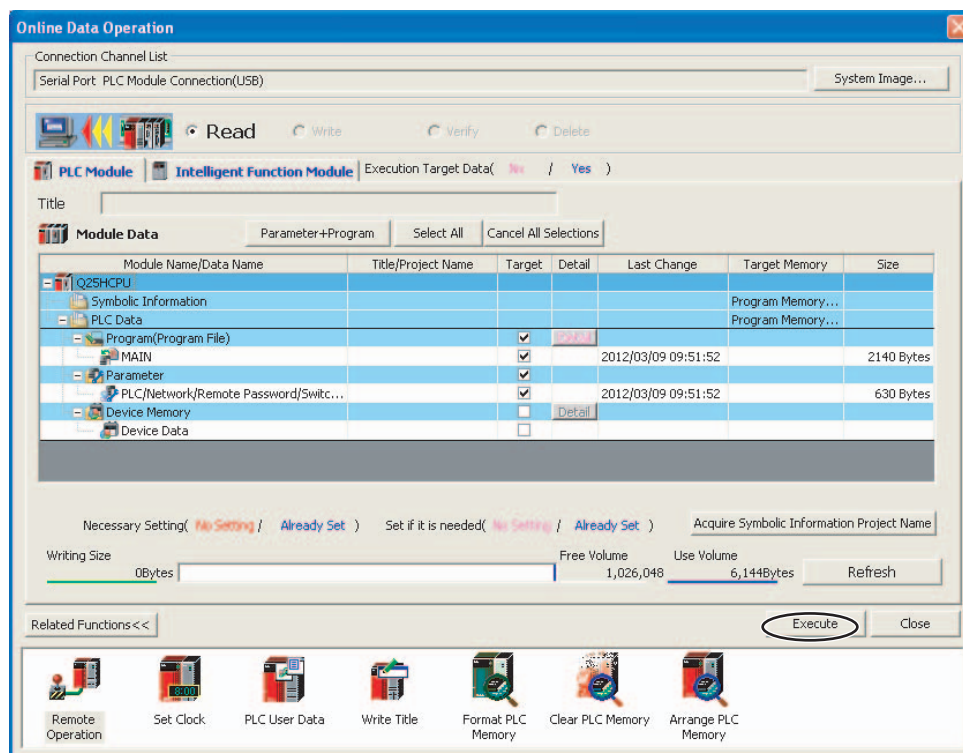 Online Data Operation
Connection Channel List
Serial Port PLC Module Connection(USB)
System Image...
Read
Write
Verify
Delete
PLC Module
Intelligent Function Module
Execution Target Data( No / Yes )
Title
Module Data
Parameter+Program
Select All
Cancel All Selections
Module Name/Data Name Title/Project Name Target Detail Last Change Target Memory Size
Q25HCPU
Symbolic Information Program Memory...
PLC Data Program Memory...
Program(Program File)
MAIN 2012/03/09 09:51:52 2140 Bytes
Parameter
PLC/Network/Remote Password/Switc... 2012/03/09 09:51:52 630 Bytes
Device Memory Detail
Device Data
Necessary Setting( No Setting / Already Set ) Set if it is needed( No Setting / Already Set )
Acquire Symbolic Information Project Name
Writing Size
0Bytes
Free Volume
1,026,048
Use Volume
6,144Bytes
Refresh
Related Functions<<
Execute
Close
8:00
Remote
Operation
Set Clock
PLC User Data
Write Title
Format PLC
Memory
Clear PLC Memory
Arrange PLC
Memory